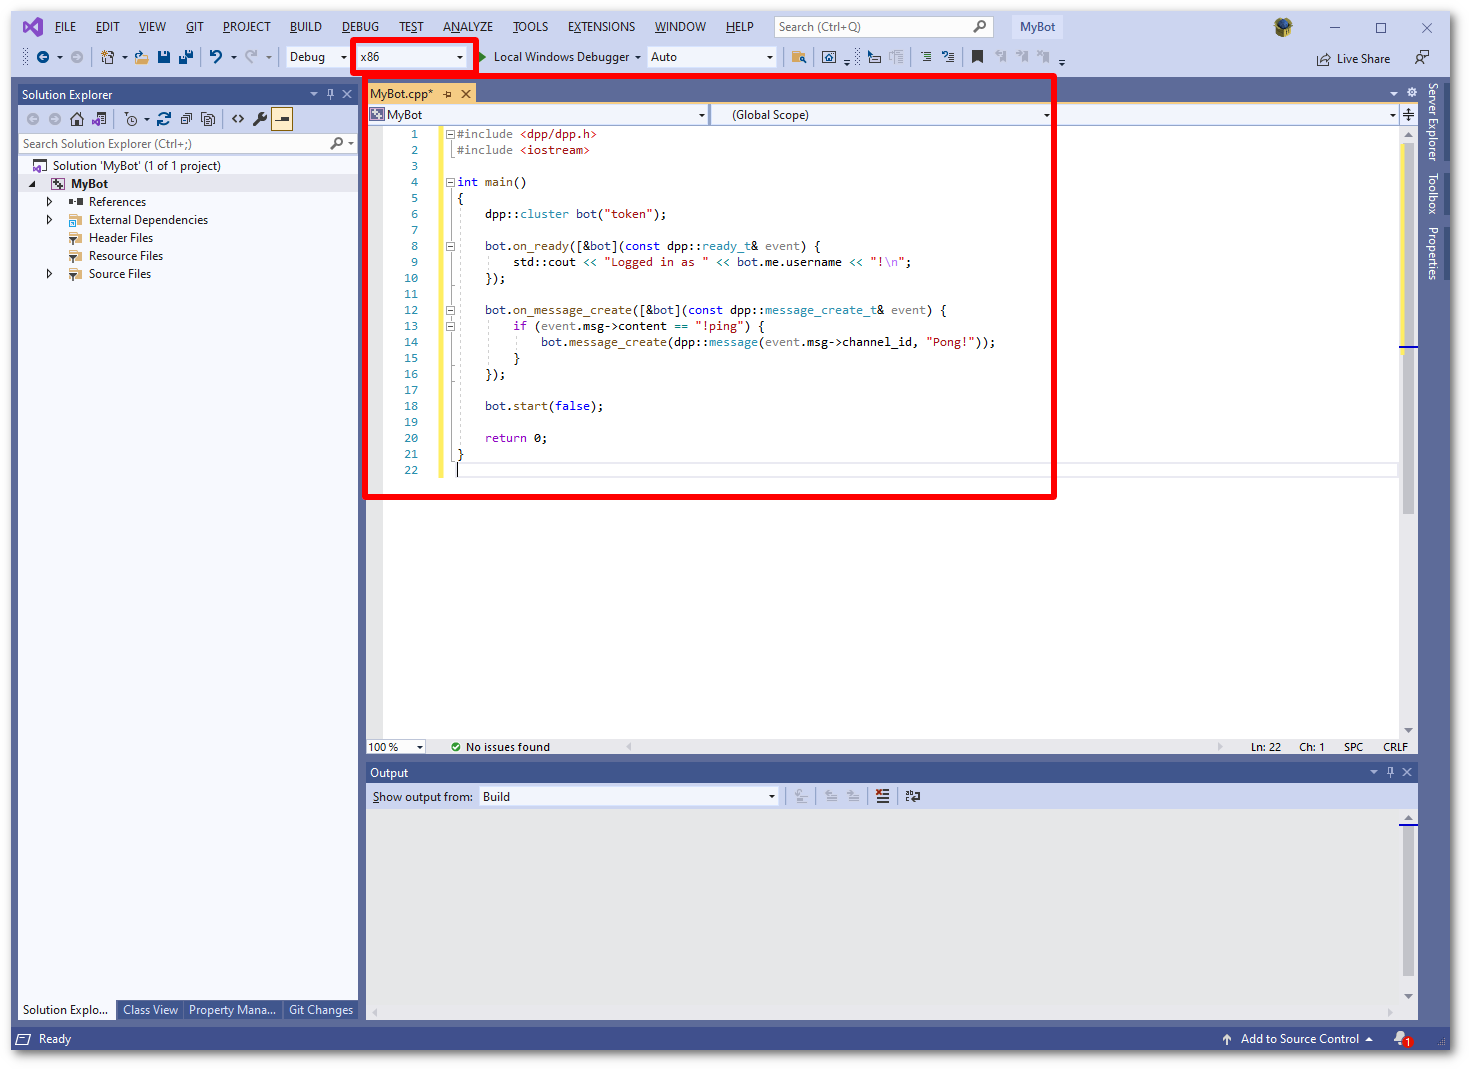 FILE EDIT VIEW GIT PROJECT BUILD DEBUG TEST ANALYZE TOOLS EXTENSIONS WINDOW HELP Search (Ctrl+Q) MyBot
Debug x86 Local Windows Debugger Auto Live Share
Solution Explorer
Search Solution Explorer (Ctrl+;)
Solution 'MyBot' (1 of 1 project)
MyBot
References
External Dependencies
Header Files
Resource Files
Source Files
Solution Explo... Class View Property Mana... Git Changes
MyBot.cpp*
MyBot (Global Scope)
1 #include <dpp/dpp.h>
2 #include <iostream>
3
4 int main()
5 {
6 dpp::cluster bot("token");
7
8 bot.on_ready([&bot](const dpp::ready_t& event) {
9 std::cout << "Logged in as " << bot.me.username << "!\n";
10 });
11
12 bot.on_message_create([&bot](const dpp::message_create_t& event) {
13 if (event.msg->content == "!ping") {
14 bot.message_create(dpp::message(event.msg->channel_id, "Pong!"));
15 }
16 });
17
18 bot.start(false);
19
20 return 0;
21 }
22
100 % No issues found Ln: 22 Ch: 1 SPC CRLF
Output
Show output from: Build
Server Explorer
Toolbox
Properties
Ready Add to Source Control 1